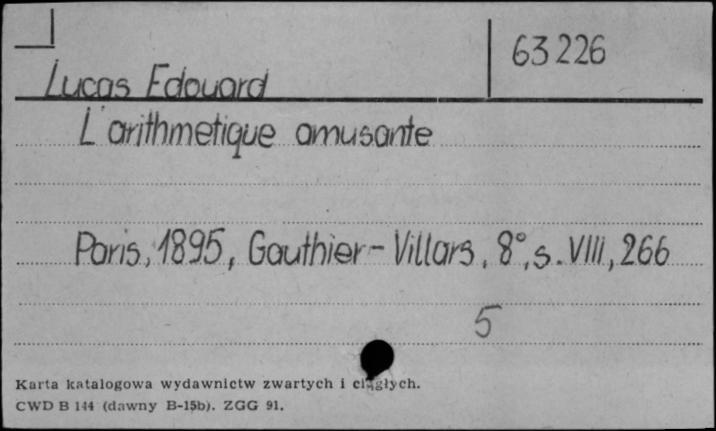 63226
Lucas Edouard
L'arithmetique amusante
Paris, 1895, Gauthier-Villars, 8°, s. VIII, 266
5
Karta katalogowa wydawnictw zwartych i ciągłych.
CWD B 144 (dawny B-15b). ZGG 91.